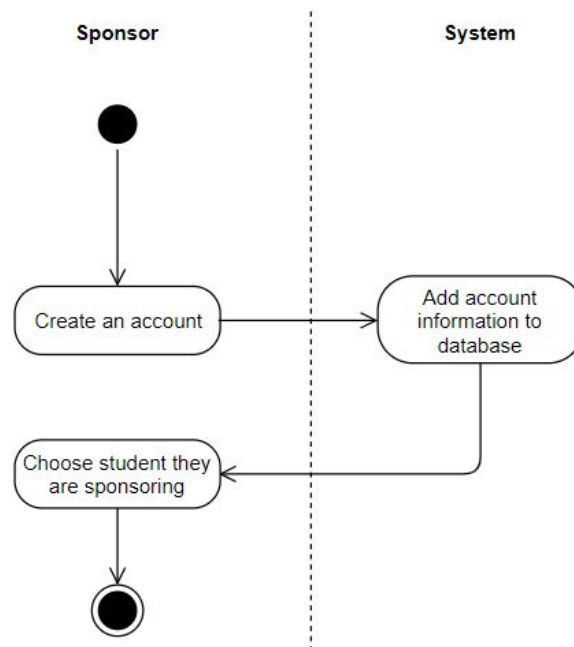 Sponsor
System
Create an account
Add account
information to
database
Choose student they
are sponsoring